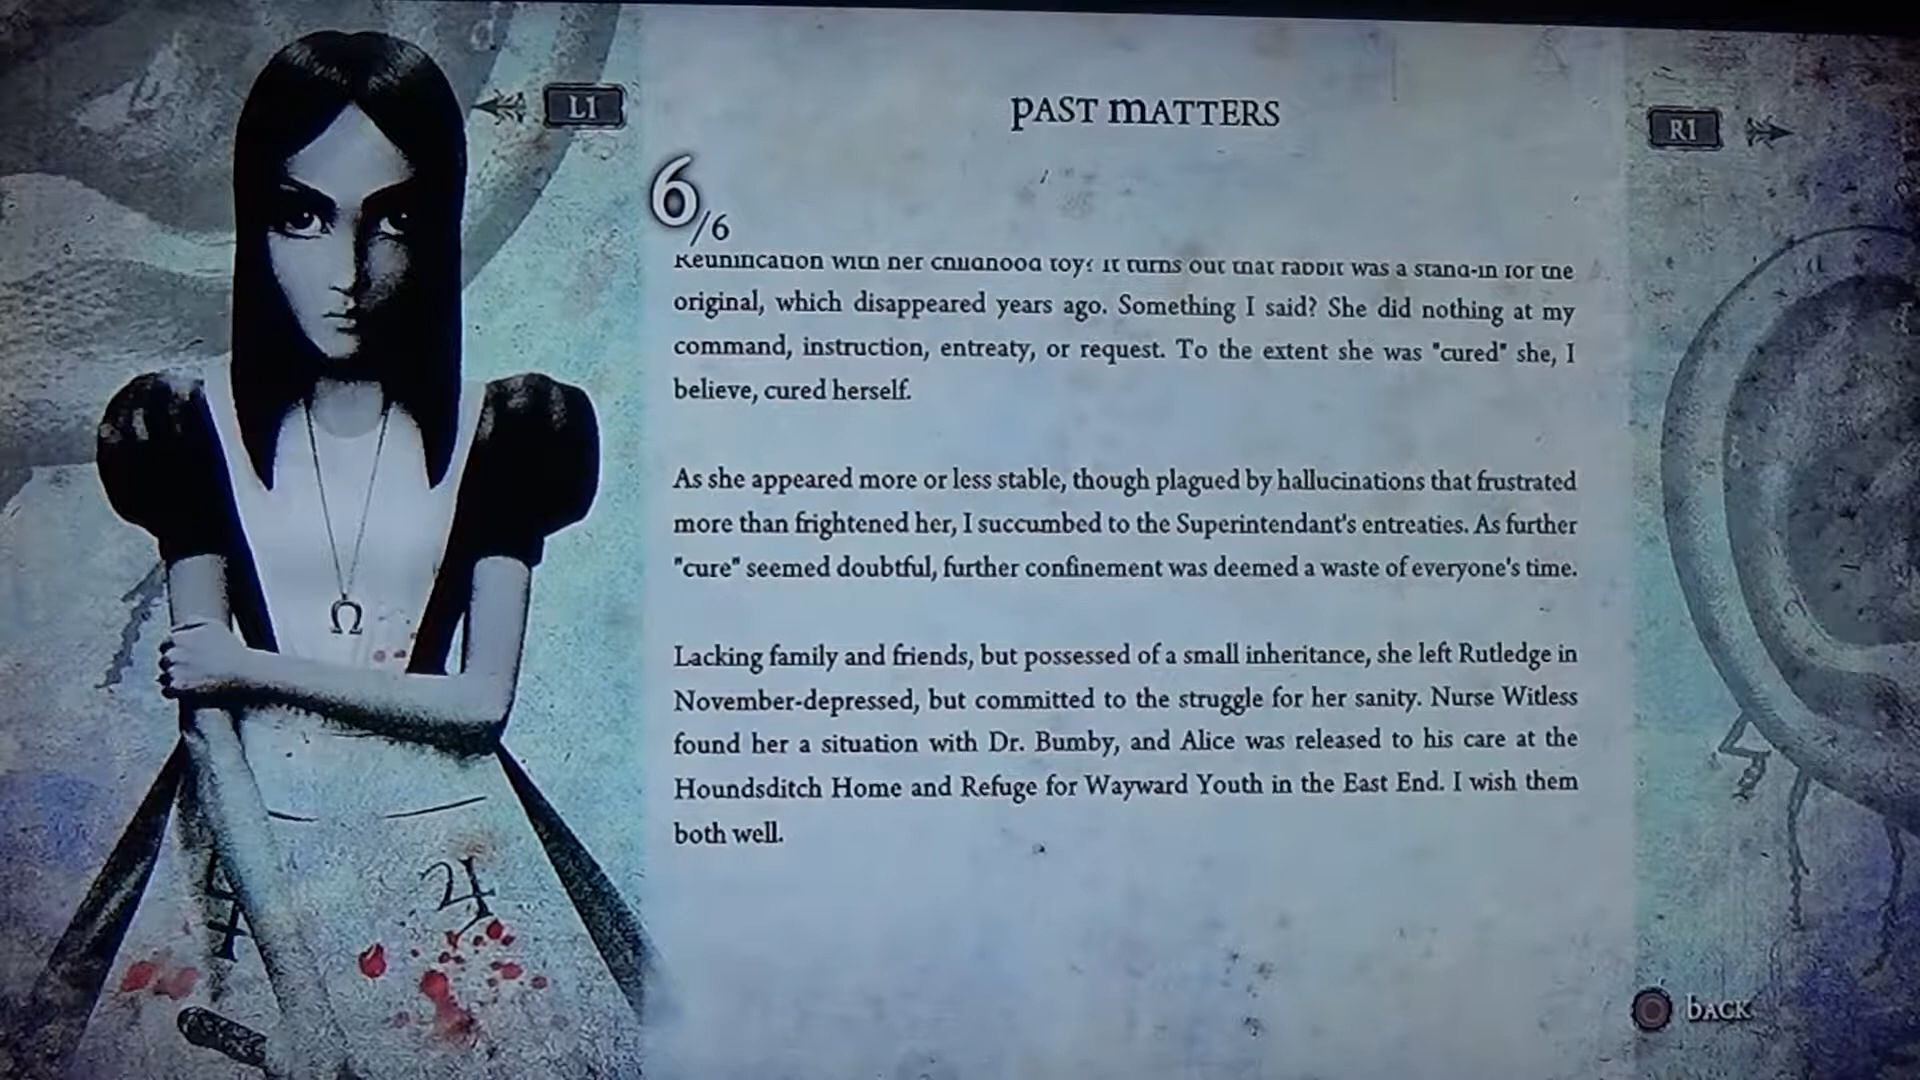 L1
PAST MATTERS
R1
6/6
Reunification with her childhood toy? It turns out that rabbit was a stand-in for the
original, which disappeared years ago. Something I said? She did nothing at my
command, instruction, entreaty, or request. To the extent she was "cured" she, I
believe, cured herself.
As she appeared more or less stable, though plagued by hallucinations that frustrated
more than frightened her, I succumbed to the Superintendant's entreaties. As further
"cure" seemed doubtful, further confinement was deemed a waste of everyone's time.
Lacking family and friends, but possessed of a small inheritance, she left Rutledge in
November-depressed, but committed to the struggle for her sanity. Nurse Witless
found her a situation with Dr. Bumby, and Alice was released to his care at the
Houndsditch Home and Refuge for Wayward Youth in the East End. I wish them
both well.
BACK